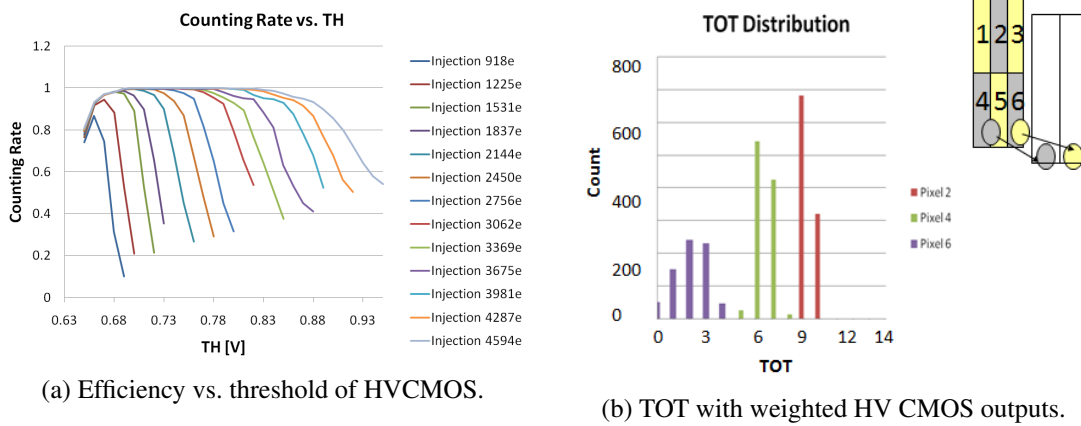 Counting Rate vs. TH
Counting Rate
1.2
1
0.8
0.6
0.4
0.2
0
0.63 0.68 0.73 0.78 0.83 0.88 0.93
TH [V]
Injection 918e
Injection 1225e
Injection 1531e
Injection 1837e
Injection 2144e
Injection 2450e
Injection 2756e
Injection 3062e
Injection 3369e
Injection 3675e
Injection 3981e
Injection 4287e
Injection 4594e
(a) Efficiency vs. threshold of HVCMOS.
TOT Distribution
Count
800
600
400
200
0
0 3 6 9 12 14
TOT
Pixel 2
Pixel 4
Pixel 6
1 2 3
4 5 6
(b) TOT with weighted HV CMOS outputs.